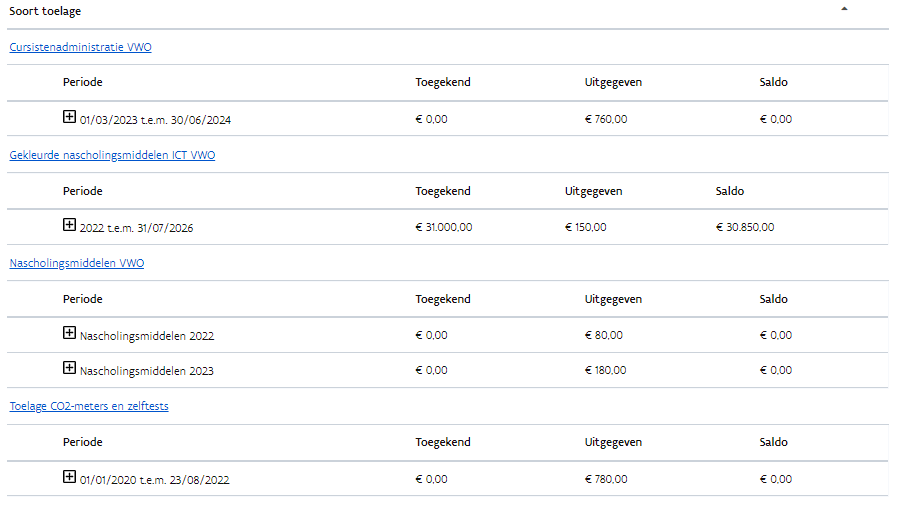 Soort toelage
Cursistenadministratie VWO
Periode Toegekend Uitgegeven Saldo
01/03/2023 t.e.m. 30/06/2024 € 0,00 € 760,00 € 0,00
Gekleurde nascholingsmiddelen ICT VWO
Periode Toegekend Uitgegeven Saldo
2022 t.e.m. 31/07/2026 € 31.000,00 € 150,00 € 30.850,00
Nascholingsmiddelen VWO
Periode Toegekend Uitgegeven Saldo
Nascholingsmiddelen 2022 € 0,00 € 80,00 € 0,00
Nascholingsmiddelen 2023 € 0,00 € 180,00 € 0,00
Toelage CO2-meters en zelftests
Periode Toegekend Uitgegeven Saldo
01/01/2020 t.e.m. 23/08/2022 € 0,00 € 780,00 € 0,00